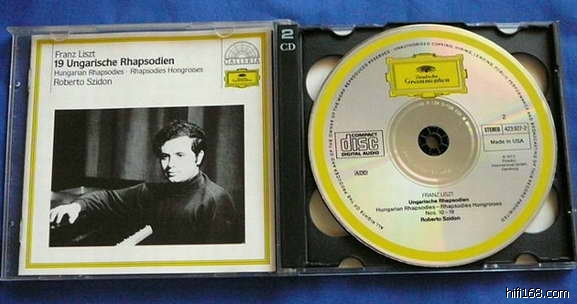 Franz Liszt
19 Ungarische Rhapsodien
Hungrarian Rhapsodies - Rhapsodies Hongroises
Roberto Szidon
GALLERIA
2
CD
Deutsche
Grammophon
2
STEREO 423 927-2
Made in USA
COMPACT
disc
DIGITAL AUDIO
ADD
FRANZ LISZT
Ungarische Rhapsodien
Hungarian Rhapsodies - Rhapsodies Hongroises
Nos. 10-19
Roberto Szidon
hifi168.com